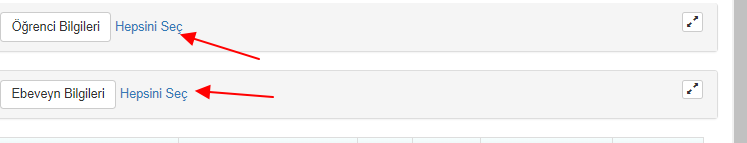 Öğrenci Bilgileri Hepsini Seç
Ebeveyn Bilgileri Hepsini Seç